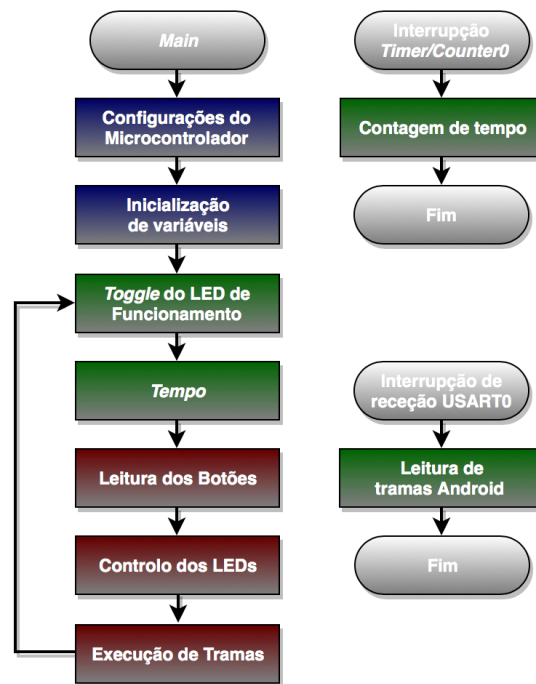 Main
Configurações do
Microcontrolador
Inicialização
de variáveis
Toggle do LED de
Funcionamento
Tempo
Leitura dos Botões
Controlo dos LEDs
Execução de Tramas
Interrupção
Timer/Counter0
Contagem de tempo
Fim
Interrupção de
receção USART0
Leitura de
tramas Android
Fim